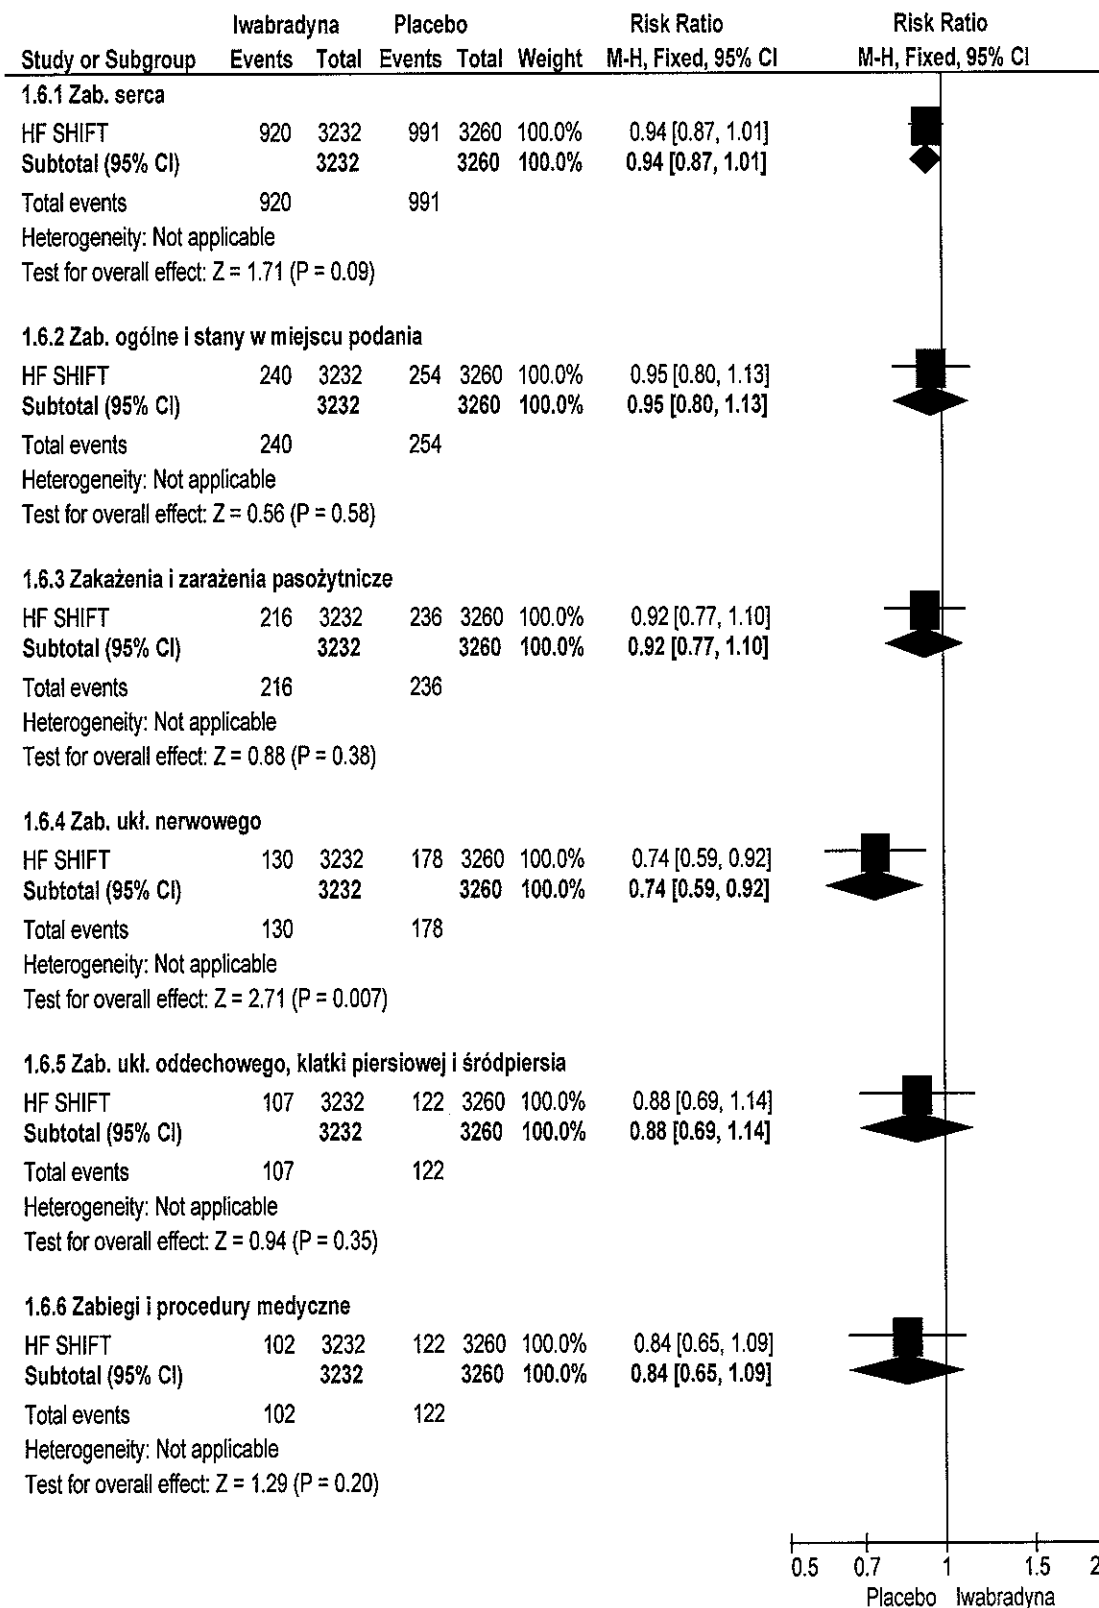 Iwabradyna Placebo Risk Ratio Risk Ratio
Study or Subgroup Events Total Events Total Weight M-H, Fixed, 95% CI M-H, Fixed, 95% CI
1.6.1 Zab. serca
HF SHIFT 920 3232 991 3260 100.0% 0.94 [0.87, 1.01]
Subtotal (95% CI) 3232 3260 100.0% 0.94 [0.87, 1.01]
Total events 920 991
Heterogeneity: Not applicable
Test for overall effect: Z = 1.71 (P = 0.09)
1.6.2 Zab. ogólne i stany w miejscu podania
HF SHIFT 240 3232 254 3260 100.0% 0.95 [0.80, 1.13]
Subtotal (95% CI) 3232 3260 100.0% 0.95 [0.80, 1.13]
Total events 240 254
Heterogeneity: Not applicable
Test for overall effect: Z = 0.56 (P = 0.58)
1.6.3 Zakażenia i zarażenia pasożytnicze
HF SHIFT 216 3232 236 3260 100.0% 0.92 [0.77, 1.10]
Subtotal (95% CI) 3232 3260 100.0% 0.92 [0.77, 1.10]
Total events 216 236
Heterogeneity: Not applicable
Test for overall effect: Z = 0.88 (P = 0.38)
1.6.4 Zab. ukł. nerwowego
HF SHIFT 130 3232 178 3260 100.0% 0.74 [0.59, 0.92]
Subtotal (95% CI) 3232 3260 100.0% 0.74 [0.59, 0.92]
Total events 130 178
Heterogeneity: Not applicable
Test for overall effect: Z = 2.71 (P = 0.007)
1.6.5 Zab. ukł. oddechowego, klatki piersiowej i śródpiersia
HF SHIFT 107 3232 122 3260 100.0% 0.88 [0.69, 1.14]
Subtotal (95% CI) 3232 3260 100.0% 0.88 [0.69, 1.14]
Total events 107 122
Heterogeneity: Not applicable
Test for overall effect: Z = 0.94 (P = 0.35)
1.6.6 Zabiegi i procedury medyczne
HF SHIFT 102 3232 122 3260 100.0% 0.84 [0.65, 1.09]
Subtotal (95% CI) 3232 3260 100.0% 0.84 [0.65, 1.09]
Total events 102 122
Heterogeneity: Not applicable
Test for overall effect: Z = 1.29 (P = 0.20)
0.5 0.7 1 1.5 2
Placebo Iwabradyna